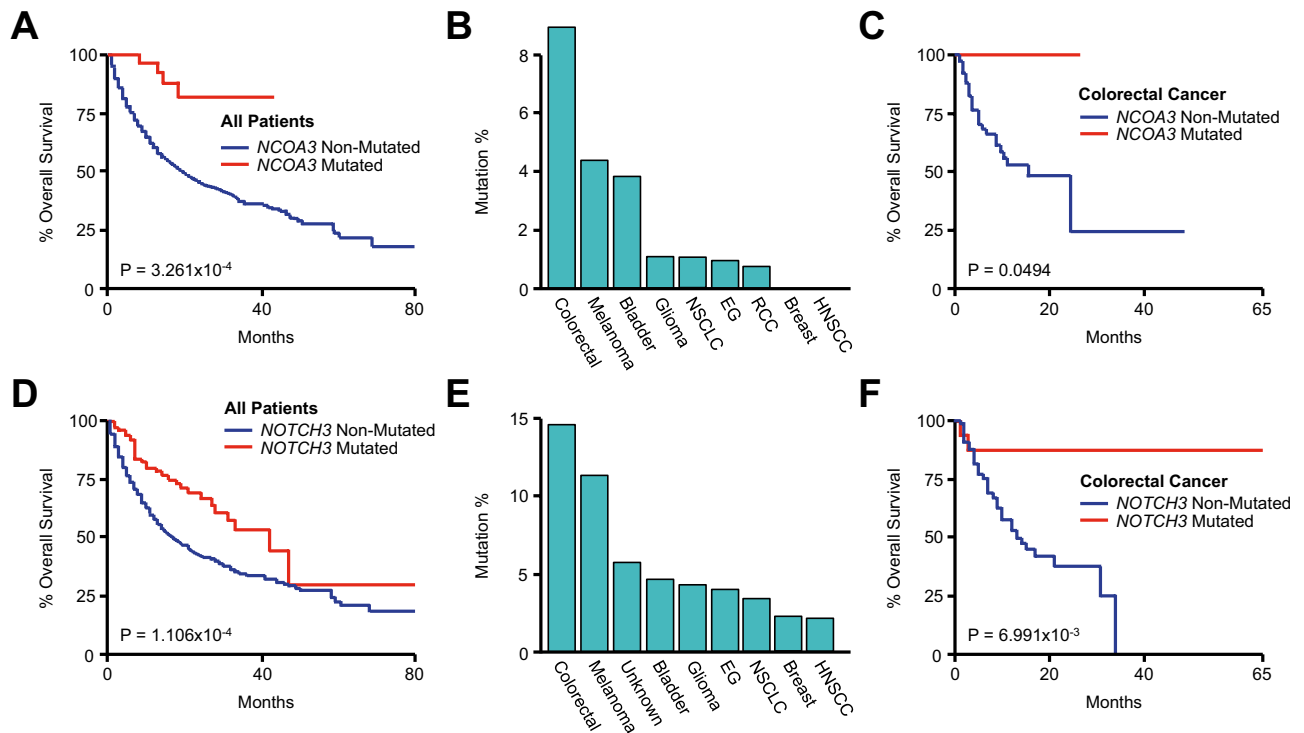 A
% Overall Survival
100
75
50
25
0
All Patients
NCOA3 Non-Mutated
NCOA3 Mutated
P = 3.261x10-4
0
40
80
Months
B
Mutation %
8
6
4
2
0
Colorectal
Melanoma
Bladder
Glioma
NSCLC
EG
RCC
Breast
HNSCC
C
% Overall Survival
100
75
50
25
0
Colorectal Cancer
NCOA3 Non-Mutated
NCOA3 Mutated
P = 0.0494
0
20
40
65
Months
D
% Overall Survival
100
75
50
25
0
All Patients
NOTCH3 Non-Mutated
NOTCH3 Mutated
P = 1.106x10-4
0
40
80
Months
E
Mutation %
15
10
5
0
Colorectal
Melanoma
Unknown
Bladder
Glioma
EG
NSCLC
Breast
HNSCC
F
% Overall Survival
100
75
50
25
0
Colorectal Cancer
NOTCH3 Non-Mutated
NOTCH3 Mutated
P = 6.991x10-3
0
20
40
65
Months